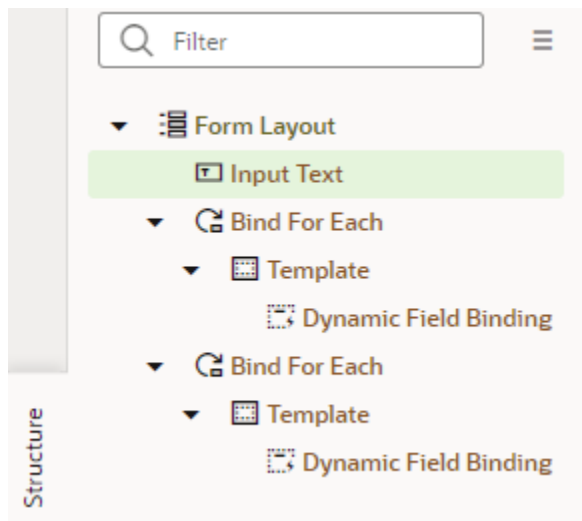 Filter
Form Layout
Input Text
Bind For Each
Template
Dynamic Field Binding
Bind For Each
Template
Dynamic Field Binding
Structure